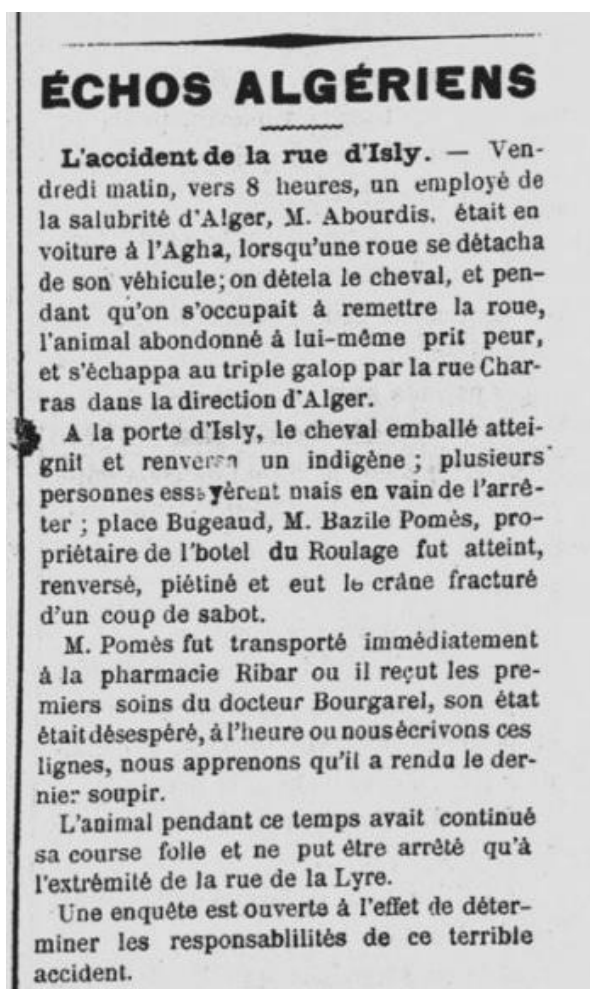 ÉCHOS ALGÉRIENS
L'accident de la rue d'Isly. — Ven-
dredi matin, vers 8 heures, un employé de
la salubrité d'Alger, M. Abourdis. était en
voiture à l'Agha, lorsqu'une roue se détacha
de son véhicule; on détela le cheval, et pen-
dant qu'on s'occupait à remettre la roue,
l'animal abondonné à lui-même prit peur,
et s'échappa au triple galop par la rue Char-
ras dans la direction d'Alger.
A la porte d'Isly, le cheval emballé attei-
gnit et renversa un indigène ; plusieurs
personnes essayèrent mais en vain de l'arrê-
ter ; place Bugeaud, M. Bazile Pomès, pro-
priétaire de l'botel du Roulage fut atteint,
renversé, piétiné et eut le crâne fracturé
d'un coup de sabot.
M. Pomès fut transporté immédiatement
à la pharmacie Ribar ou il reçut les pre-
miers soins du docteur Bourgarel, son état
était désespéré, à l'heure ou nous écrivons ces
lignes, nous apprenons qu'il a rendu le der-
nier soupir.
L'animal pendant ce temps avait continué
sa course folle et ne put être arrêté qu'à
l'extrémité de la rue de la Lyre.
Une enquête est ouverte à l'effet de déter-
miner les responsablilités de ce terrible
accident.